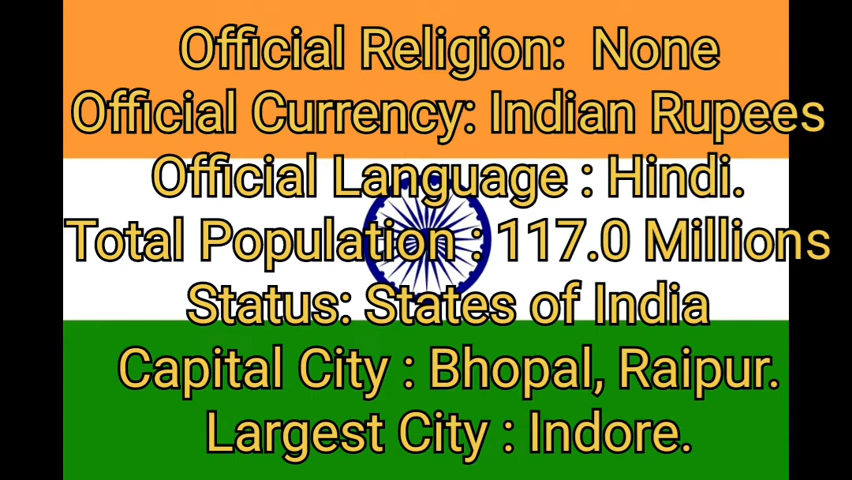 Official Religion: None
Official Currency: Indian Rupees
Official Language : Hindi.
Total Population : 117.0 Millions
Status: States of India
Capital City : Bhopal, Raipur.
Largest City : Indore.